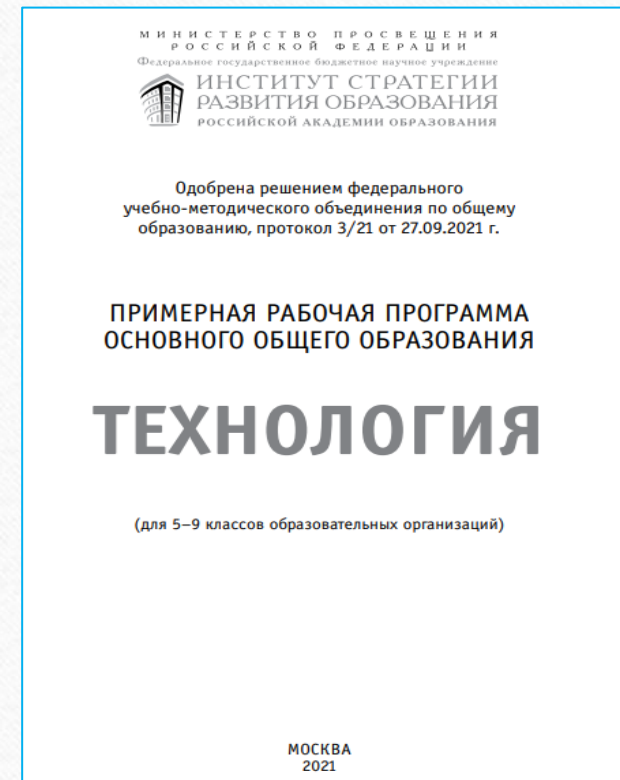 МИНИСТЕРСТВО ПРОСВЕЩЕНИЯ
РОССИЙСКОЙ ФЕДЕРАЦИИ
Федеральное государственное бюджетное научное учреждение
ИНСТИТУТ СТРАТЕГИИ
РАЗВИТИЯ ОБРАЗОВАНИЯ
РОССИЙСКОЙ АКАДЕМИИ ОБРАЗОВАНИЯ
Одобрена решением федерального
учебно-методического объединения по общему
образованию, протокол 3/21 от 27.09.2021 г.
ПРИМЕРНАЯ РАБОЧАЯ ПРОГРАММА
ОСНОВНОГО ОБЩЕГО ОБРАЗОВАНИЯ
ТЕХНОЛОГИЯ
(для 5–9 классов образовательных организаций)
МОСКВА
2021